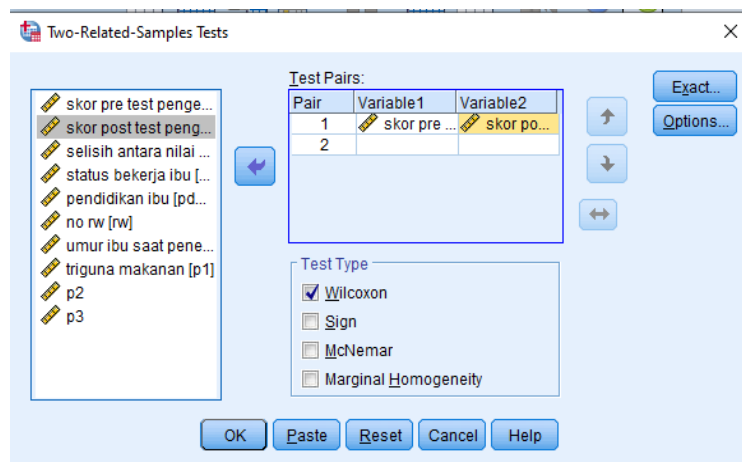 Two-Related-Samples Tests
Test Pairs:
Pair Variable1 Variable2
1 skor pre ... skor po...
2
skor pre test penge...
skor post test peng...
selisih antara nilai ...
status bekerja ibu [...
pendidikan ibu [pd...
no rw [rw]
umur ibu saat pene...
triguna makanan [p1]
p2
p3
Exact...
Options...
Test Type
Wilcoxon
Sign
McNemar
Marginal Homogeneity
OK Paste Reset Cancel Help